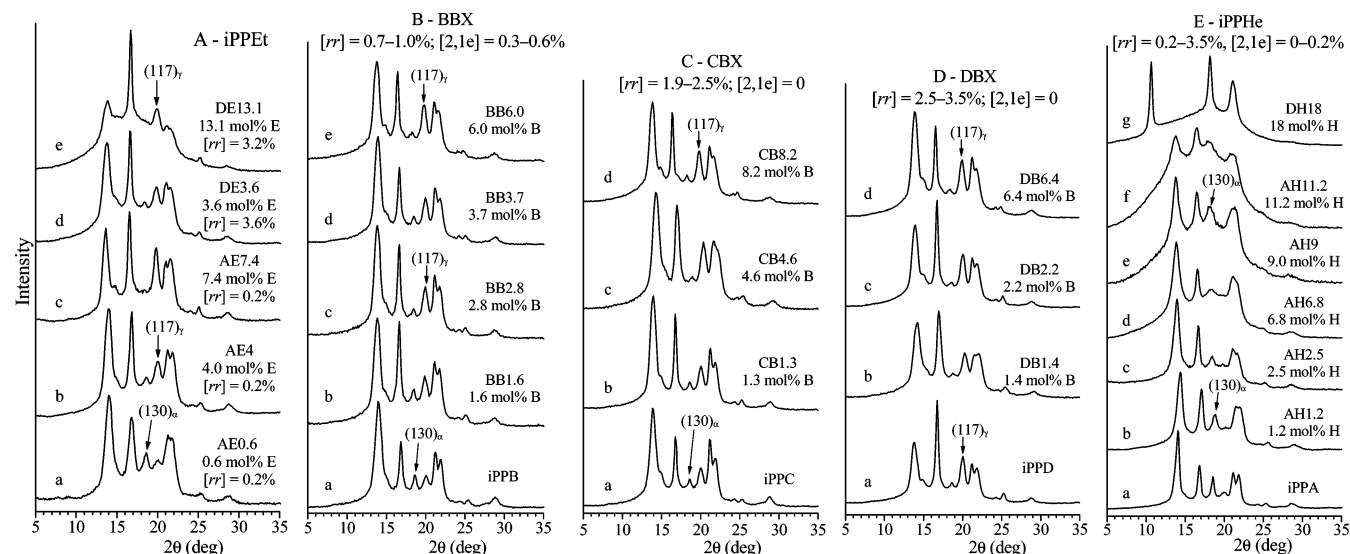 A - iPPEt
(117)γ
DE13.1
13.1 mol% E
[rr] = 3.2%
e
DE3.6
3.6 mol% E
[rr] = 3.6%
d
AE7.4
7.4 mol% E
[rr] = 0.2%
c
(117)γ
AE4
4.0 mol% E
[rr] = 0.2%
b
(130)α
AE0.6
0.6 mol% E
[rr] = 0.2%
a
Intensity
5 10 15 20 25 30 35
2θ (deg)
B - BBX
[rr] = 0.7–1.0%; [2,1e] = 0.3–0.6%
(117)γ
BB6.0
6.0 mol% B
e
BB3.7
3.7 mol% B
d
(117)γ
BB2.8
2.8 mol% B
c
BB1.6
1.6 mol% B
b
(130)α
iPPB
a
5 10 15 20 25 30 35
2θ (deg)
C - CBX
[rr] = 1.9–2.5%; [2,1e] = 0
(117)γ
CB8.2
8.2 mol% B
d
CB4.6
4.6 mol% B
c
CB1.3
1.3 mol% B
b
(130)α
iPPC
a
5 10 15 20 25 30 35
2θ (deg)
D - DBX
[rr] = 2.5–3.5%; [2,1e] = 0
(117)γ
DB6.4
6.4 mol% B
d
DB2.2
2.2 mol% B
c
DB1.4
1.4 mol% B
b
(117)γ
iPPD
a
5 10 15 20 25 30 35
2θ (deg)
E - iPPHe
[rr] = 0.2–3.5%, [2,1e] = 0–0.2%
DH18
18 mol% H
g
AH11.2
11.2 mol% H
f
(130)α
AH9
9.0 mol% H
e
AH6.8
6.8 mol% H
d
AH2.5
2.5 mol% H
c
(130)α
AH1.2
1.2 mol% H
b
iPPA
a
5 10 15 20 25 30 35
2θ (deg)